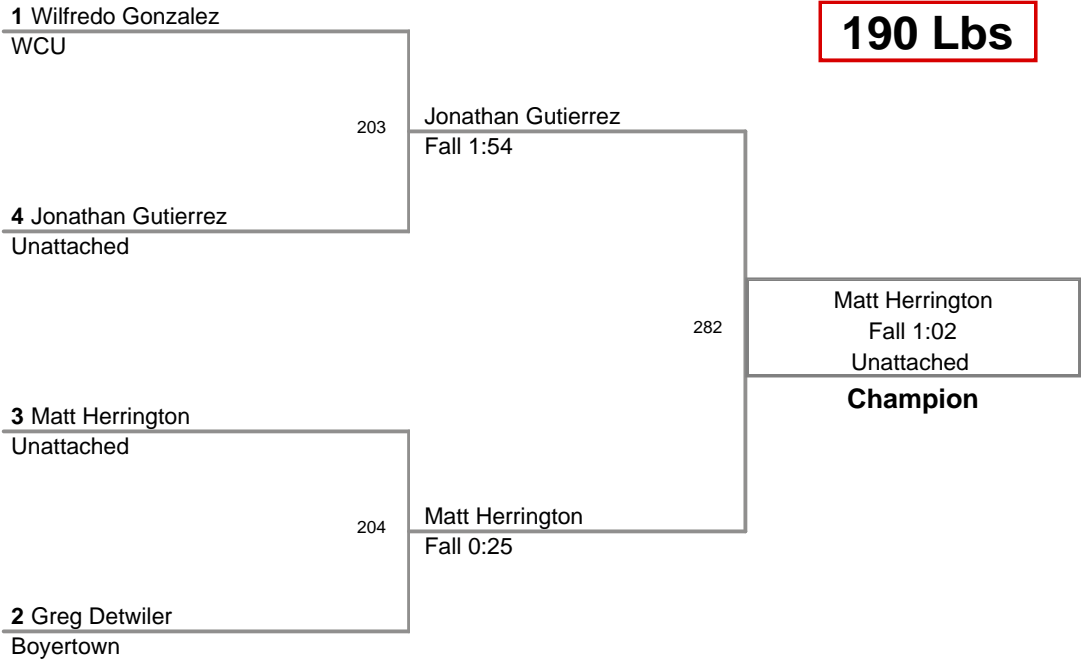 1 Wilfredo Gonzalez
WCU
190 Lbs
203
Jonathan Gutierrez
Fall 1:54
4 Jonathan Gutierrez
Unattached
282
Matt Herrington
Fall 1:02
Unattached
Champion
3 Matt Herrington
Unattached
204
Matt Herrington
Fall 0:25
2 Greg Detwiler
Boyertown